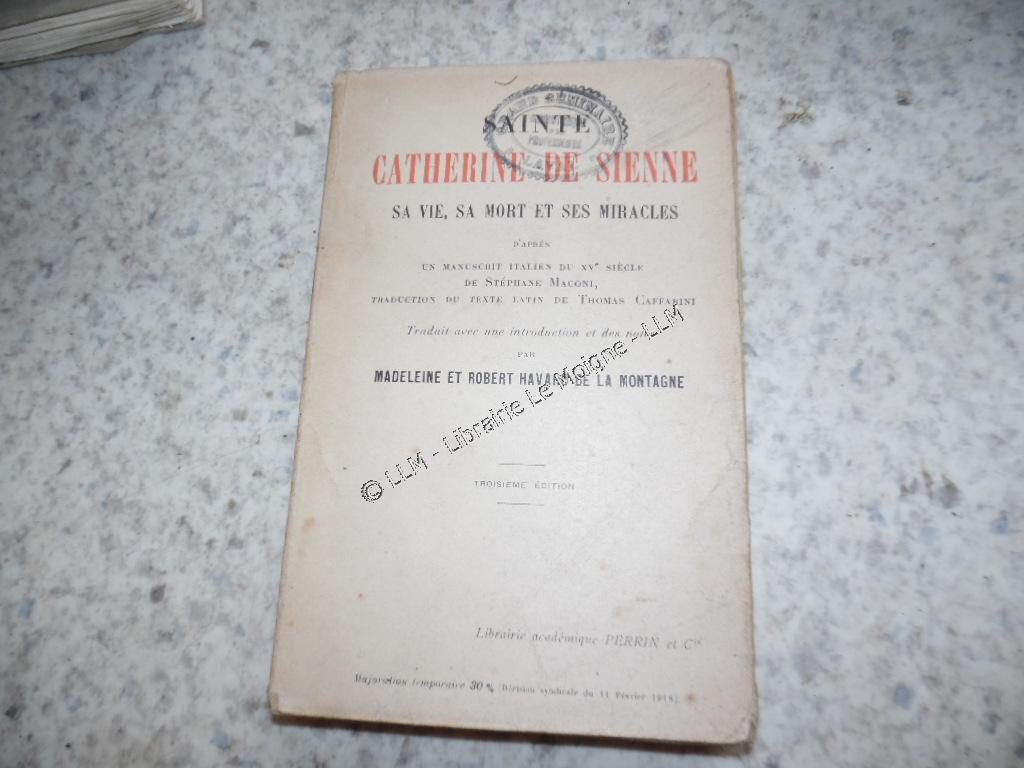 GRAND SÉMINAIRE
SAINTE
CATHERINE DE SIENNE
SA VIE, SA MORT ET SES MIRACLES
D'APRÈS
UN MANUSCRIT ITALIEN DU XVe SIÈCLE
DE STÉPHANE MACONI,
TRADUCTION DU TEXTE LATIN DE THOMAS CAFFARINI
Traduit avec une introduction et des
PAR
MADELEINE ET ROBERT HAVARD DE LA MONTAGNE
© LLM - Librairie Le Moigne - LLM
TROISIÈME ÉDITION
Librairie académique PERRIN et Cie
Majoration temporaire 30 % (Décision syndicale du 11 Février 1918)